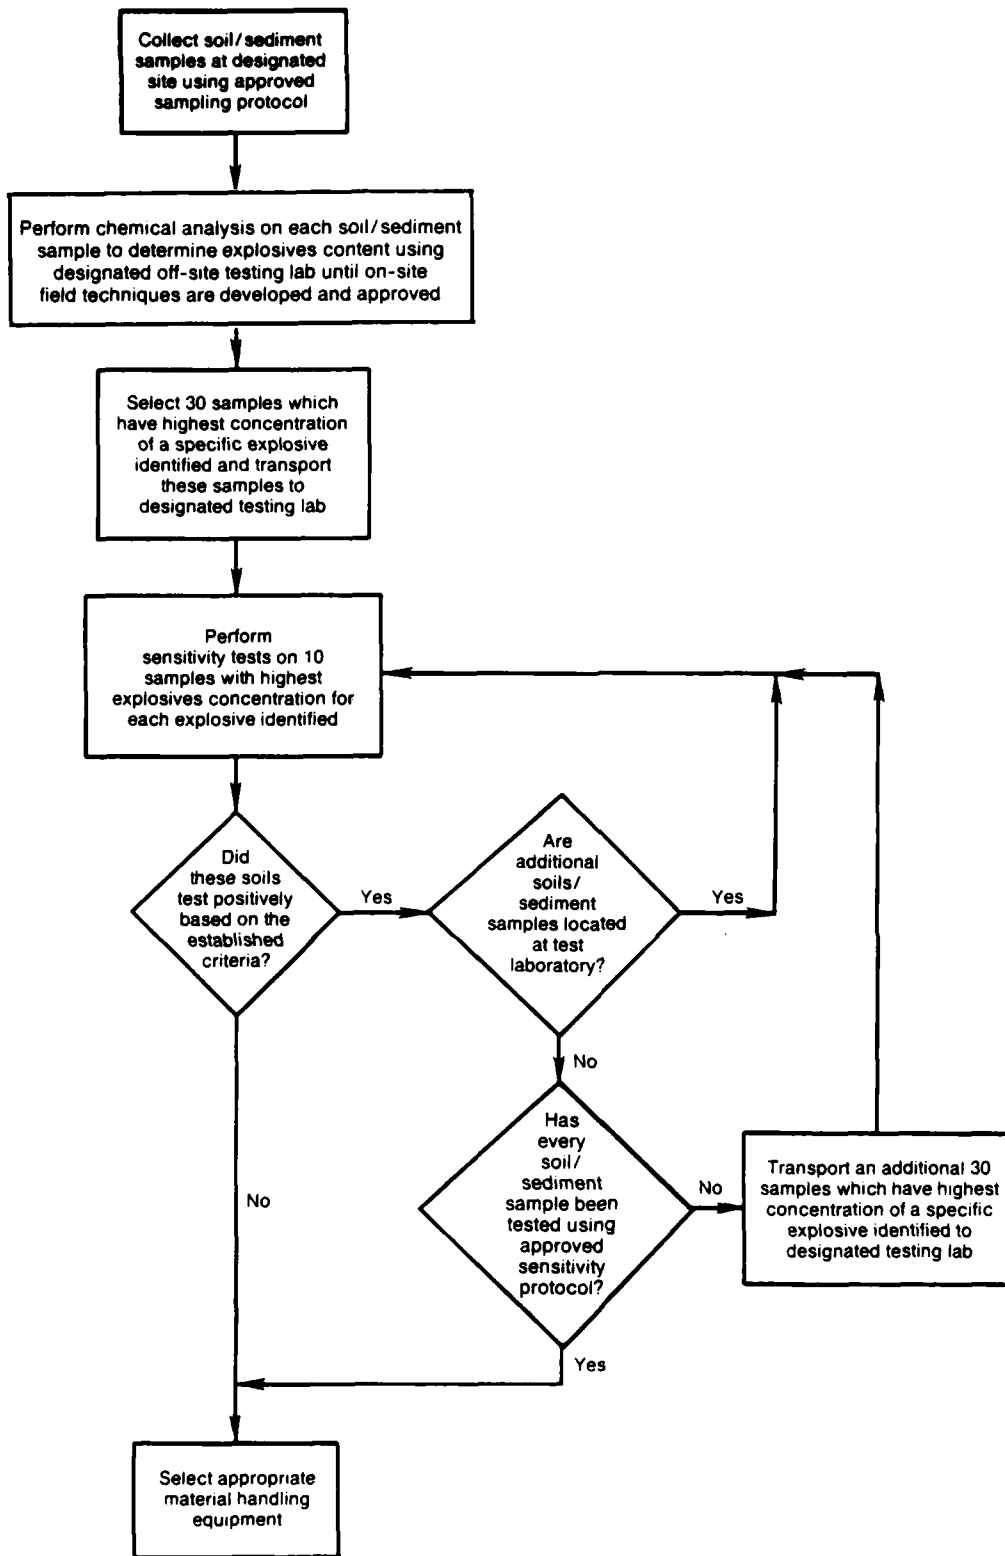 Collect soil/sediment
samples at designated
site using approved
sampling protocol
Perform chemical analysis on each soil/sediment
sample to determine explosives content using
designated off-site testing lab until on-site
field techniques are developed and approved
Select 30 samples which
have highest concentration
of a specific explosive
identified and transport
these samples to
designated testing lab
Perform
sensitivity tests on 10
samples with highest
explosives concentration for
each explosive identified
Did
these soils
test positively
based on the
established
criteria?
Yes
Are
additional
soils/
sediment
samples located
at test
laboratory?
Yes
No
Has
every
soil/
sediment
sample been
tested using
approved
sensitivity
protocol?
No
Transport an additional 30
samples which have highest
concentration of a specific
explosive identified to
designated testing lab
No
Yes
Select appropriate
material handling
equipment